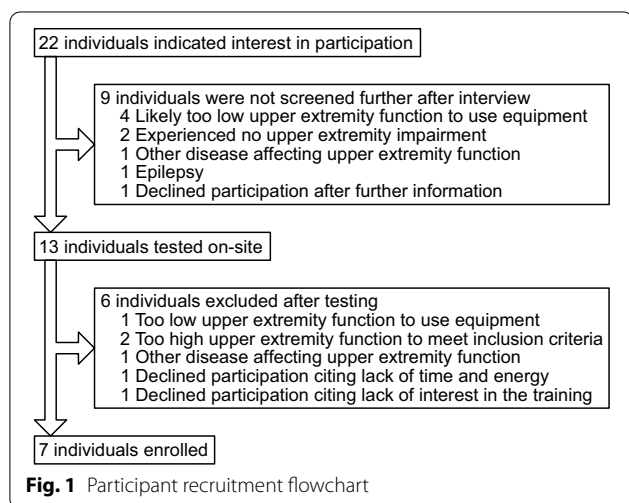 22 individuals indicated interest in participation
9 individuals were not screened further after interview
4 Likely too low upper extremity function to use equipment
2 Experienced no upper extremity impairment
1 Other disease affecting upper extremity function
1 Epilepsy
1 Declined participation after further information
13 individuals tested on-site
6 individuals excluded after testing
1 Too low upper extremity function to use equipment
2 Too high upper extremity function to meet inclusion criteria
1 Other disease affecting upper extremity function
1 Declined participation citing lack of time and energy
1 Declined participation citing lack of interest in the training
7 individuals enrolled
Fig. 1 Participant recruitment flowchart